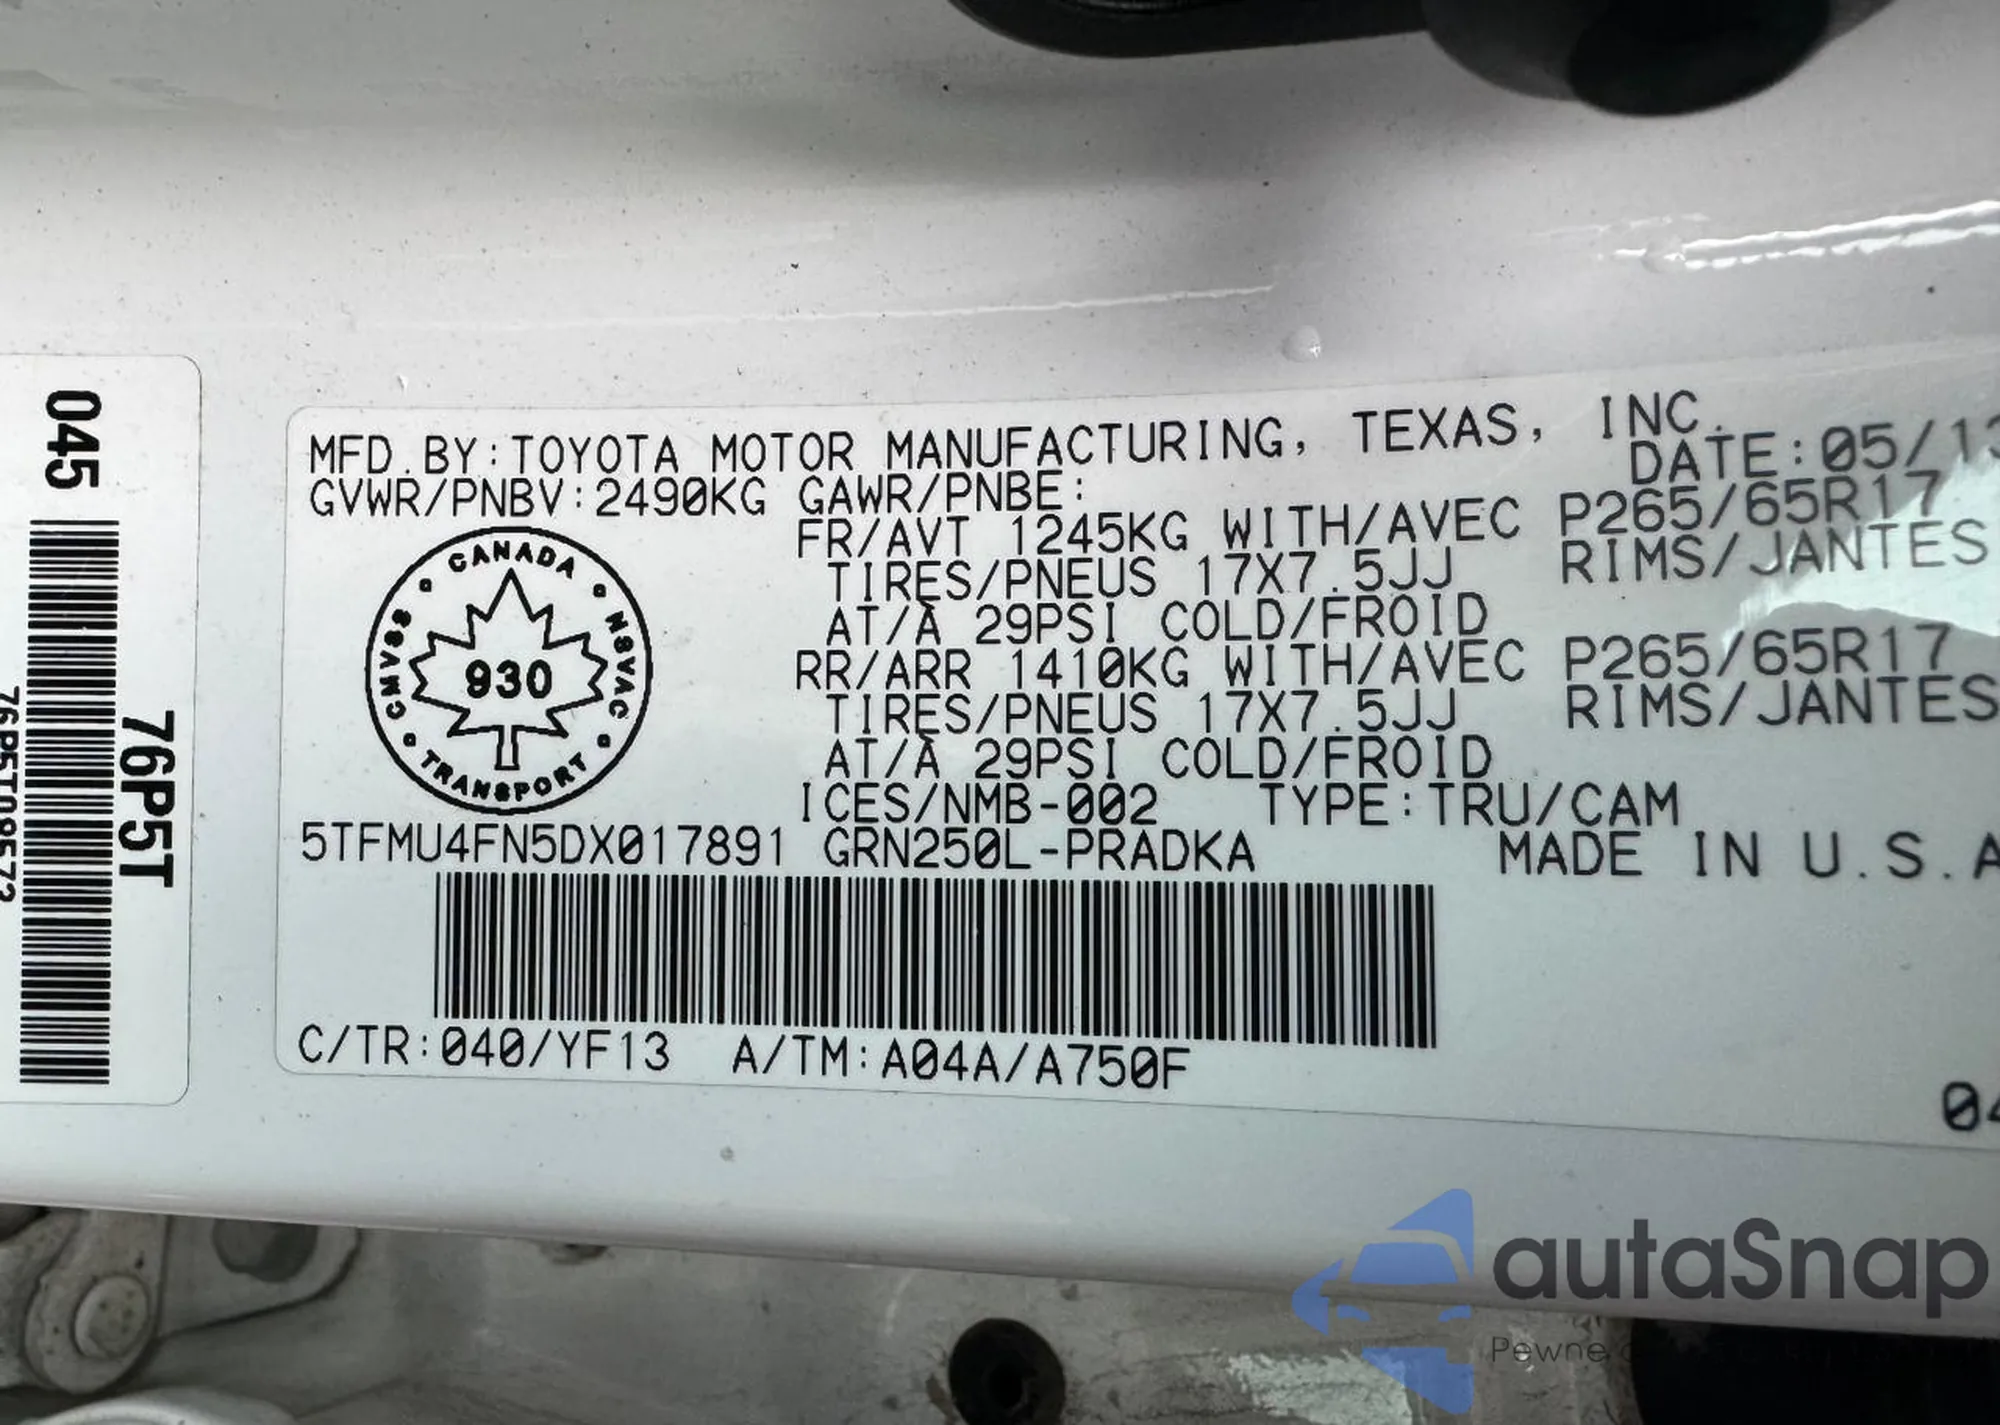 MFD.BY:TOYOTA MOTOR MANUFACTURING, TEXAS, INC.
DATE:05/13
GVWR/PNBV:2490KG GAWR/PNBE:
FR/AVT 1245KG WITH/AVEC P265/65R17
TIRES/PNEUS 17X7.5JJ RIMS/JANTES
AT/À 29PSI COLD/FROID
RR/ARR 1410KG WITH/AVEC P265/65R17
TIRES/PNEUS 17X7.5JJ RIMS/JANTES
AT/À 29PSI COLD/FROID
ICES/NMB-002 TYPE:TRU/CAM
5TFMU4FN5DX017891 GRN250L-PRADKA MADE IN U.S.A
C/TR:040/YF13 A/TM:A04A/A750F
CANADA
NSVAC
TRANSPORT
CMVSS
930
045
76P5T
76P5T08573
autaSnap
Pewne